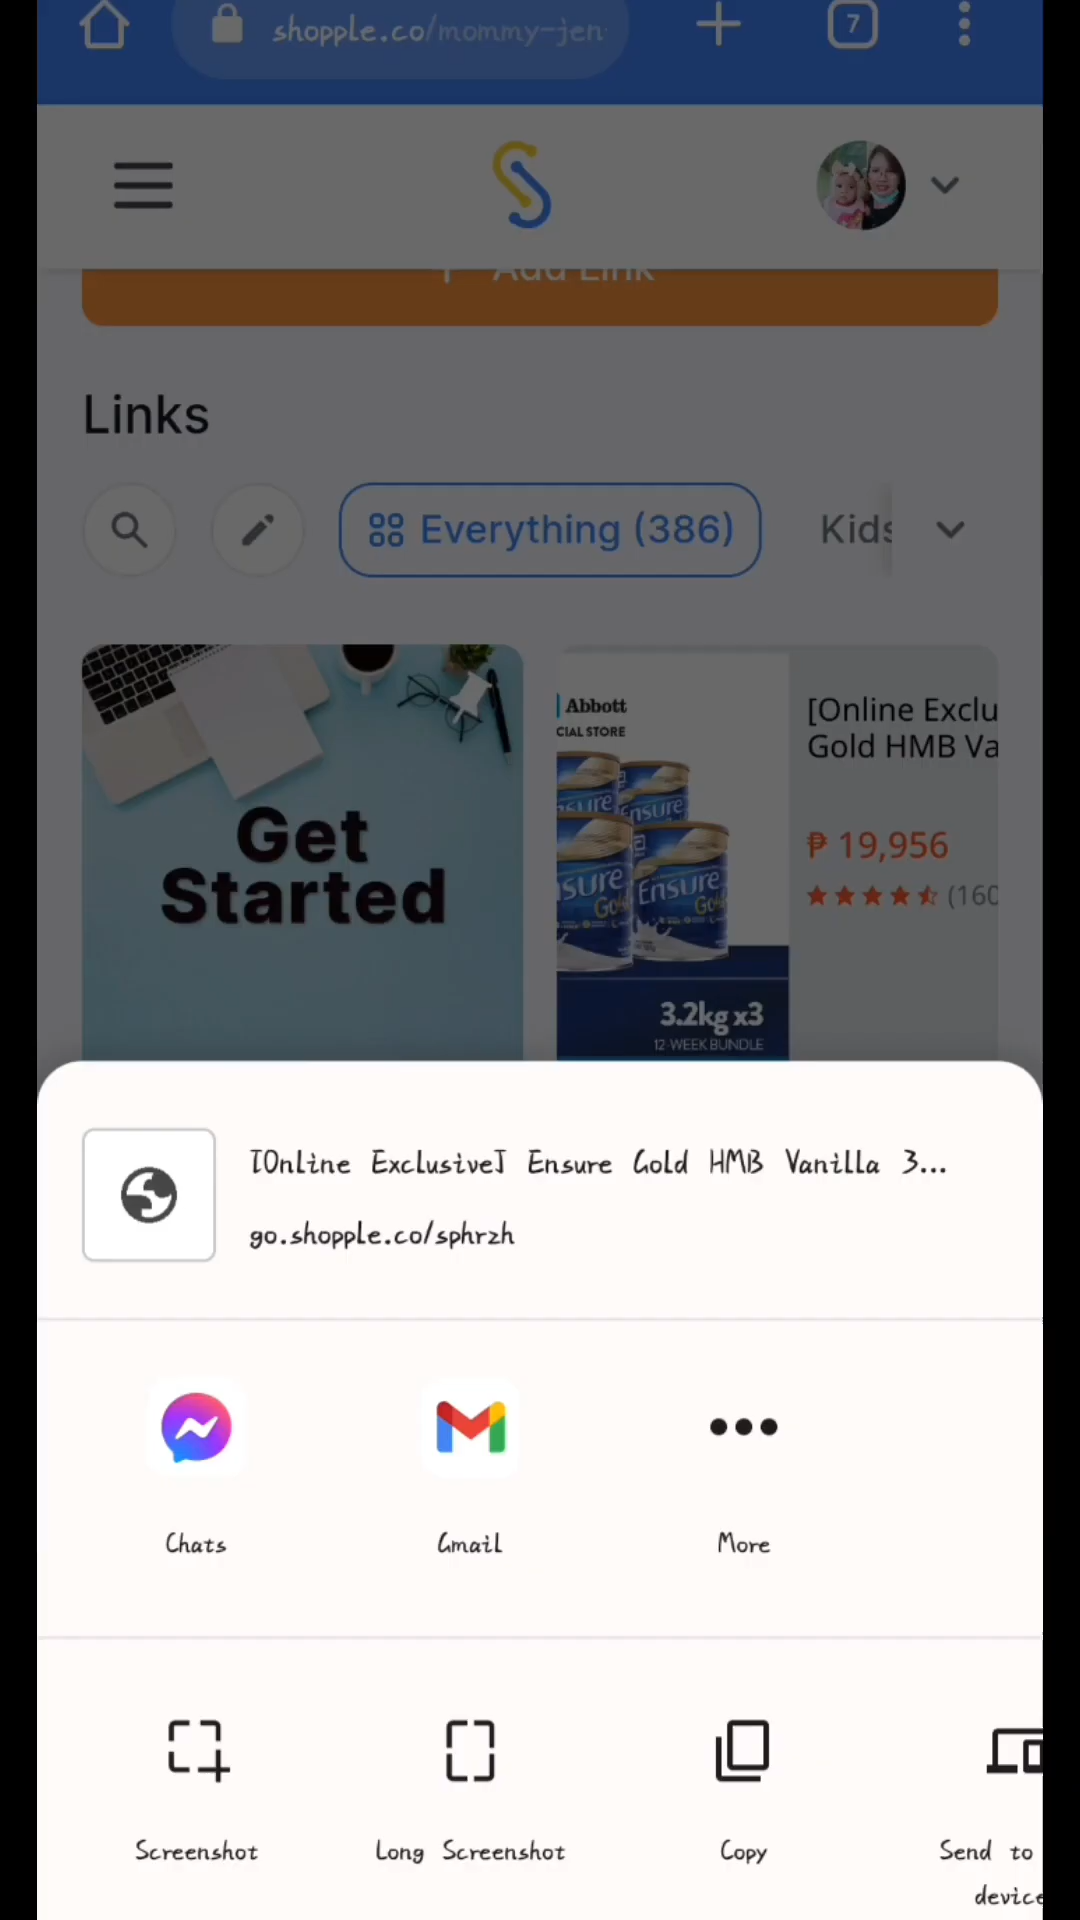 shopple.co/mommy-jen
7
+ Add Link
Links
Everything (386)
Kids
Get
Started
Abbott
CIAL STORE
Ensure
Gold
3.2kg x3
12-WEEK BUNDLE
[Online Exclu
Gold HMB Va
₱ 19,956
(160
[Online Exclusive] Ensure Gold HMB Vanilla 3...
go.shopple.co/sphrzh
Chats
Gmail
More
Screenshot
Long Screenshot
Copy
Send to
device